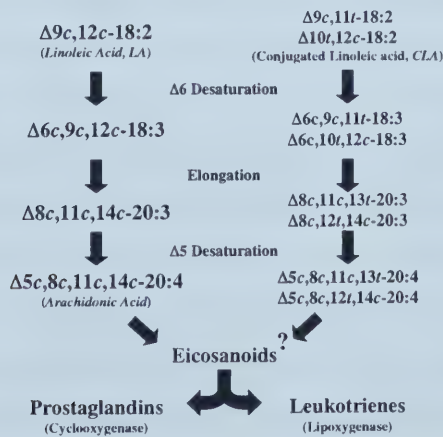 Δ9c,12c-18:2
(Linoleic Acid, LA)
Δ9c,11t-18:2
Δ10t,12c-18:2
(Conjugated Linoleic acid, CLA)
Δ6 Desaturation
Δ6c,9c,12c-18:3
Δ6c,9c,11t-18:3
Δ6c,10t,12c-18:3
Elongation
Δ8c,11c,14c-20:3
Δ8c,11c,13t-20:3
Δ8c,12t,14c-20:3
Δ5 Desaturation
Δ5c,8c,11c,14c-20:4
(Arachidonic Acid)
Δ5c,8c,11c,13t-20:4
Δ5c,8c,12t,14c-20:4
Eicosanoids ?
Prostaglandins
(Cyclooxygenase)
Leukotrienes
(Lipoxygenase)